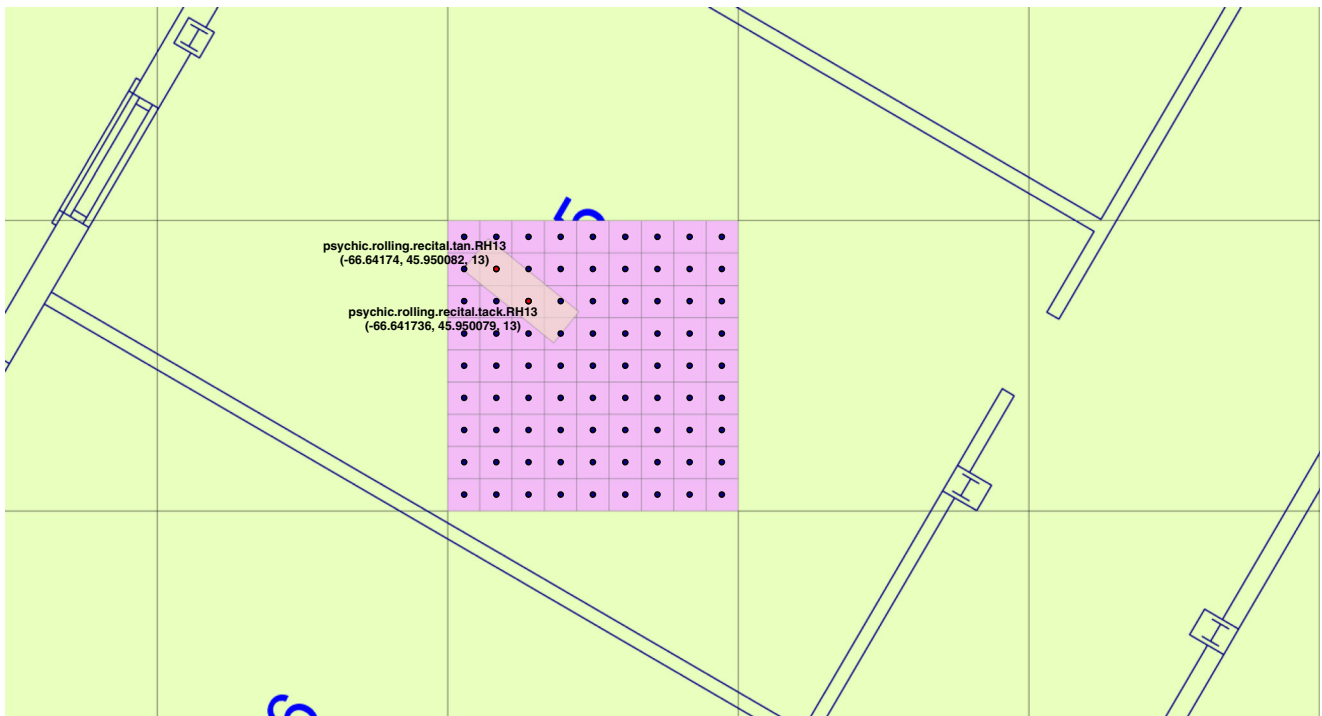 5
psychic.rolling.recital.tan.RH13
(-66.64174, 45.950082, 13)
psychic.rolling.recital.tack.RH13
(-66.641736, 45.950079, 13)